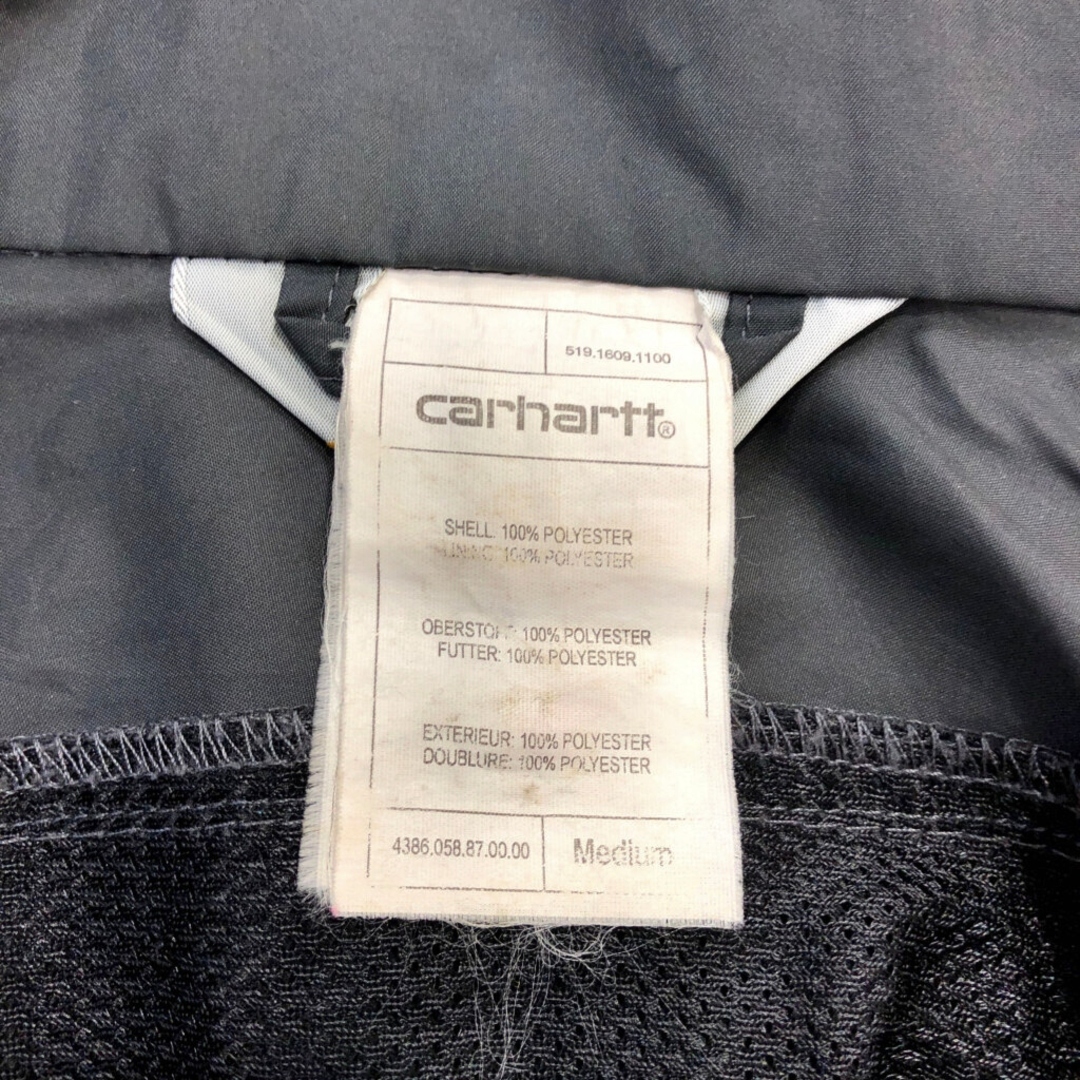 519.1609.1100
carhartt®
SHELL. 100% POLYESTER
LINING 100% POLYESTER
OBERSTOFF: 100% POLYESTER
FUTTER: 100% POLYESTER
EXTERIEUR: 100% POLYESTER
DOUBLURE: 100% POLYESTER
4386.058.87.00.00
Medium